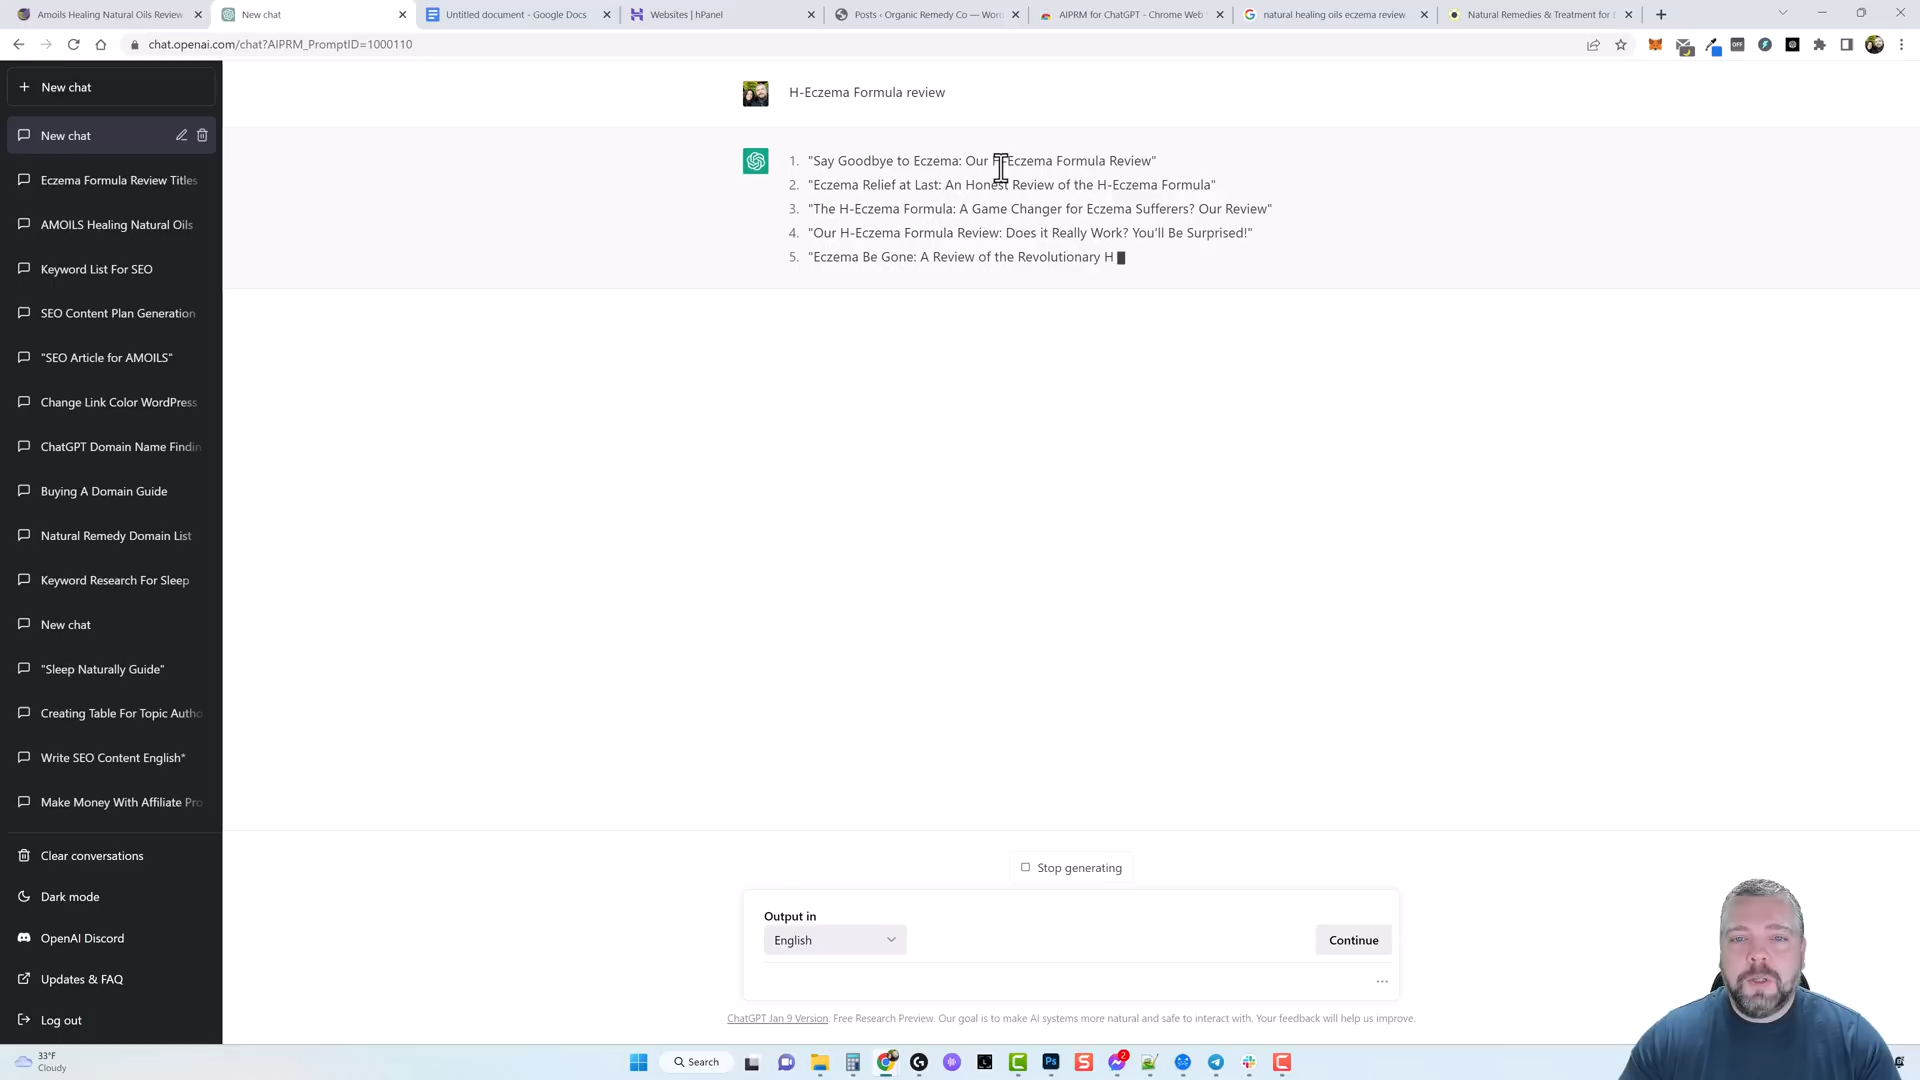 Amoils Healing Natural Oils Review
New chat
Untitled document - Google Docs
Websites | hPanel
Posts ‹ Organic Remedy Co — Wor
AIPRM for ChatGPT - Chrome Web
natural healing oils eczema review
Natural Remedies & Treatment for
chat.openai.com/chat?AIPRM_PromptID=1000110
New chat
New chat
Eczema Formula Review Titles
AMOILS Healing Natural Oils
Keyword List For SEO
SEO Content Plan Generation
"SEO Article for AMOILS"
Change Link Color WordPress
ChatGPT Domain Name Findin
Buying A Domain Guide
Natural Remedy Domain List
Keyword Research For Sleep
New chat
"Sleep Naturally Guide"
Creating Table For Topic Autho
Write SEO Content English*
Make Money With Affiliate Pro
Clear conversations
Dark mode
OpenAI Discord
Updates & FAQ
Log out
H-Eczema Formula review
1. "Say Goodbye to Eczema: Our H-Eczema Formula Review"
2. "Eczema Relief at Last: An Honest Review of the H-Eczema Formula"
3. "The H-Eczema Formula: A Game Changer for Eczema Sufferers? Our Review"
4. "Our H-Eczema Formula Review: Does it Really Work? You'll Be Surprised!"
5. "Eczema Be Gone: A Review of the Revolutionary H
Stop generating
Output in
English
Continue
ChatGPT Jan 9 Version. Free Research Preview. Our goal is to make AI systems more natural and safe to interact with. Your feedback will help us improve.
33°F
Cloudy
Search